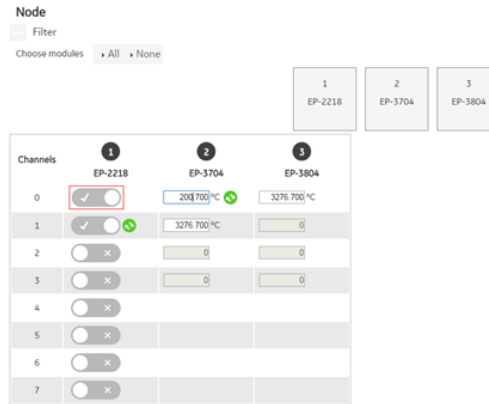 Node
Filter
Choose modules All None
1 2 3
EP-2218 EP-3704 EP-3804
Channels 1 2 3
EP-2218 EP-3704 EP-3804
0 200700 °C 3276.700 °C
1 3276.700 °C 0
2 0 0
3 0 0
4
5
6
7